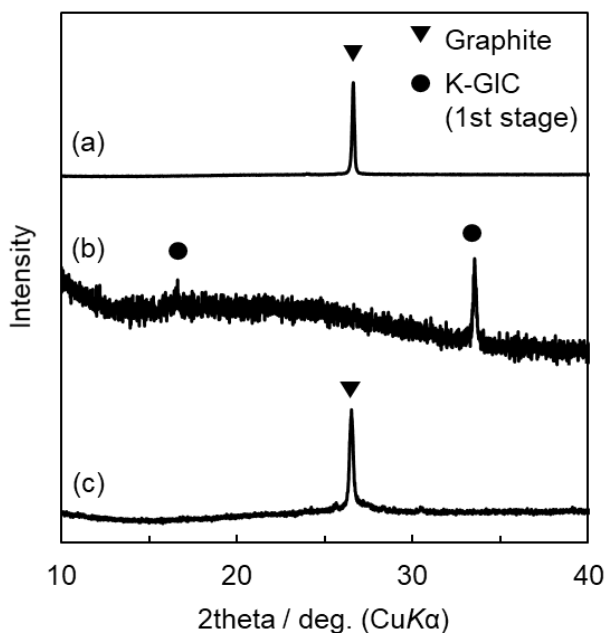 Graphite
K-GIC
(1st stage)
(a)
(b)
(c)
Intensity
10 20 30 40
2theta / deg. (CuKα)